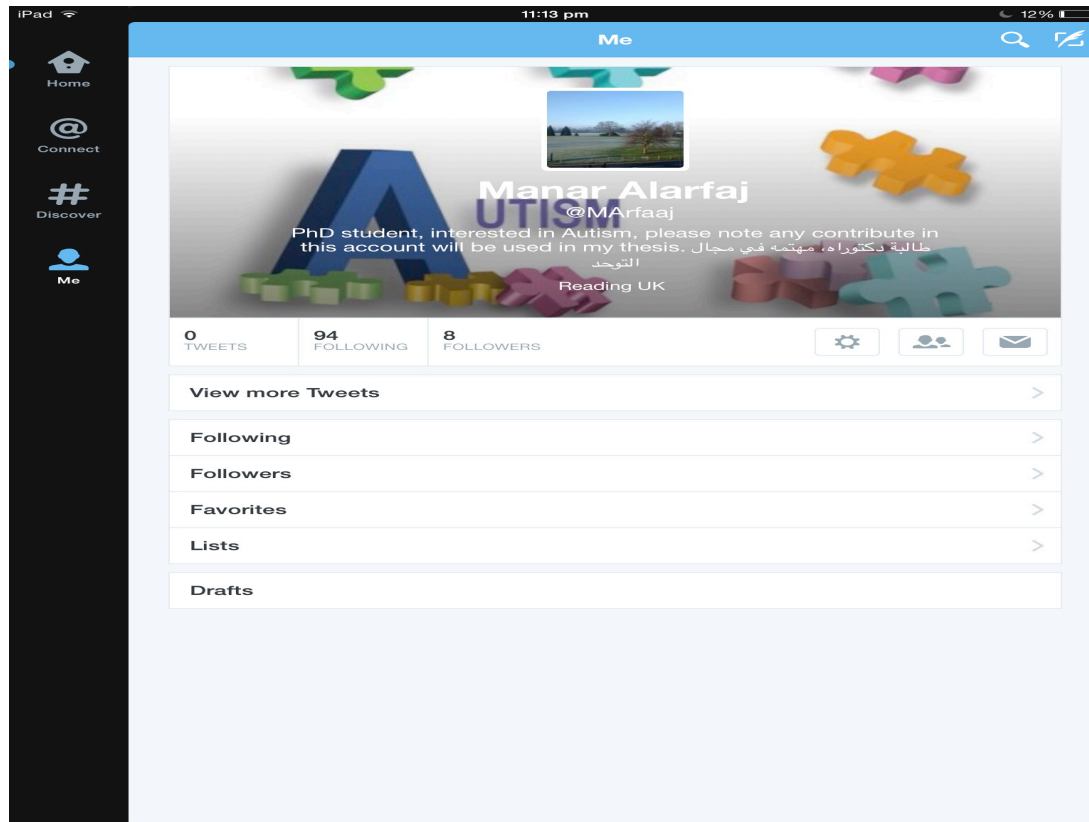 iPad 11:13 pm 12%
Me
Home
Connect
Discover
Me
AUTISM
Manar Alarfaj
@MArfaaj
PhD student, interested in Autism, please note any contribute in
this account will be used in my thesis. طالبة دكتوراه، مهتمه في مجال
التوحد
Reading UK
0 94 8
TWEETS FOLLOWING FOLLOWERS
View more Tweets
Following
Followers
Favorites
Lists
Drafts